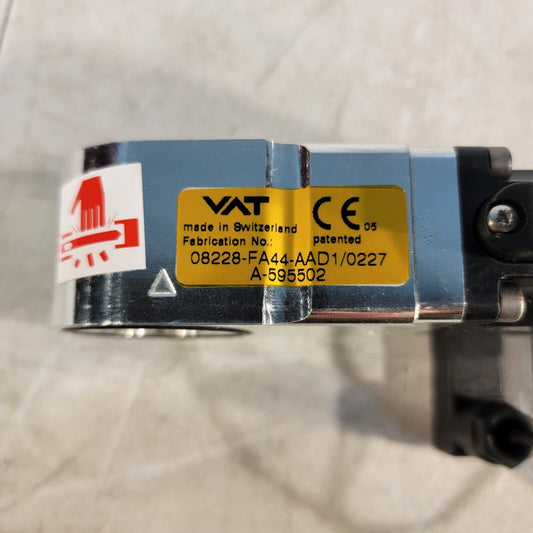 VAT CE 05
made in Switzerland patented
Fabrication No.:
08228-FA44-AAD1/0227
A-595502